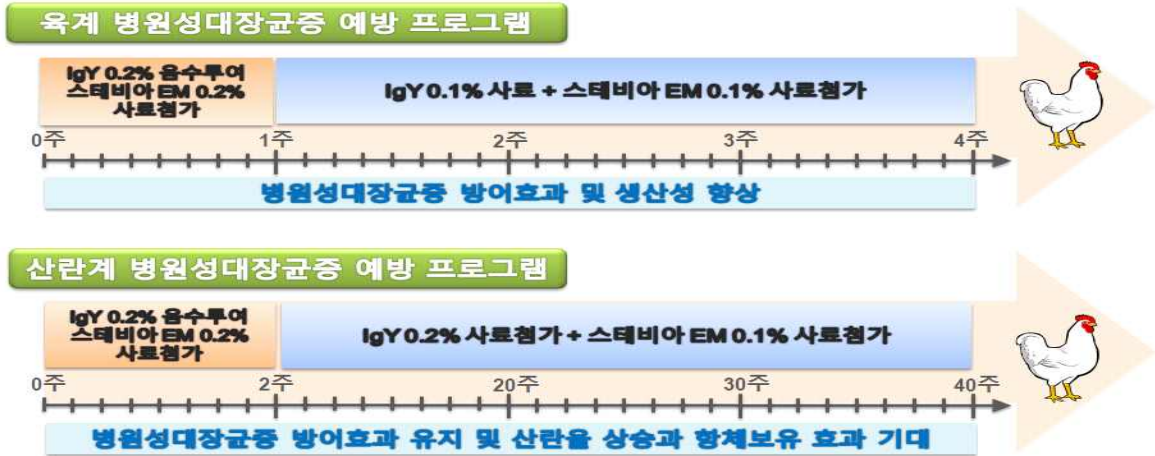 육계 병원성대장균증 예방 프로그램
IgY 0.2% 음수투여
스테비아 EM 0.2%
사료첨가
IgY 0.1% 사료 + 스테비아 EM 0.1% 사료첨가
0주 1주 2주 3주 4주
병원성대장균증 방어효과 및 생산성 향상
산란계 병원성대장균증 예방 프로그램
IgY 0.2% 음수투여
스테비아 EM 0.2%
사료첨가
IgY 0.2% 사료첨가 + 스테비아 EM 0.1% 사료첨가
0주 2주 20주 30주 40주
병원성대장균증 방어효과 유지 및 산란율 상승과 항체보유 효과 기대